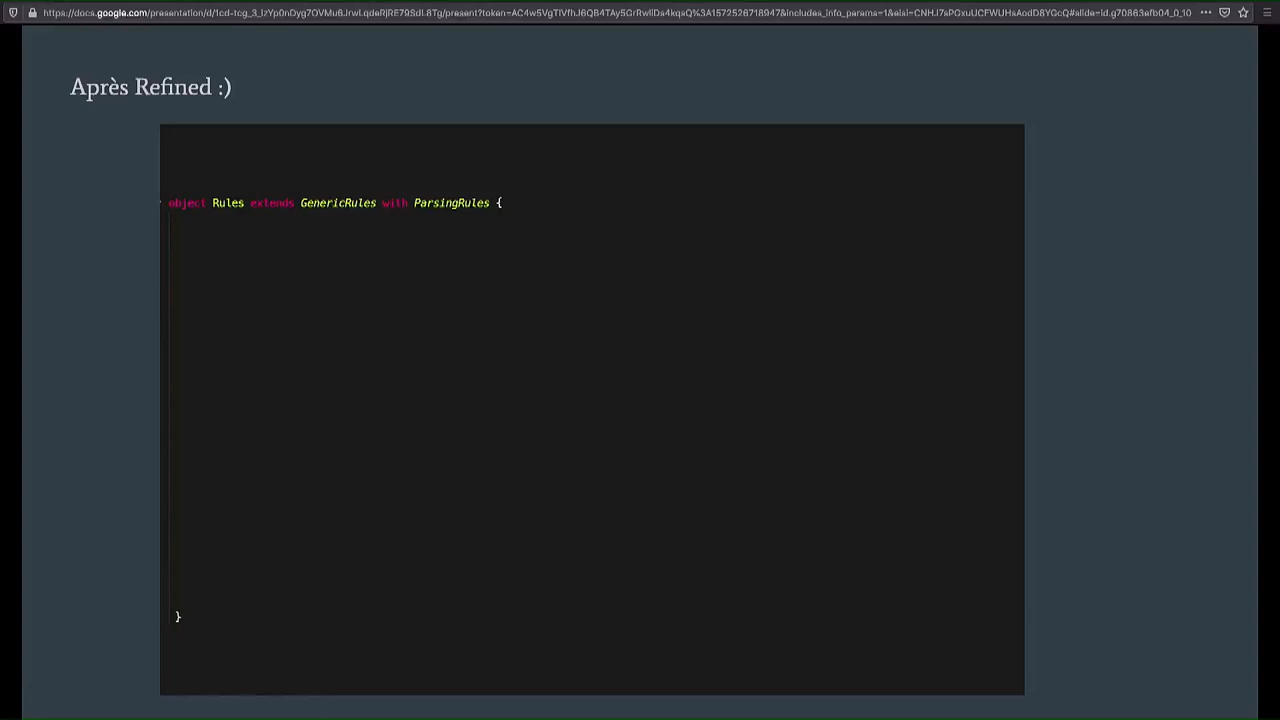 Après Refined :)
object Rules extends GenericRules with ParsingRules {
}